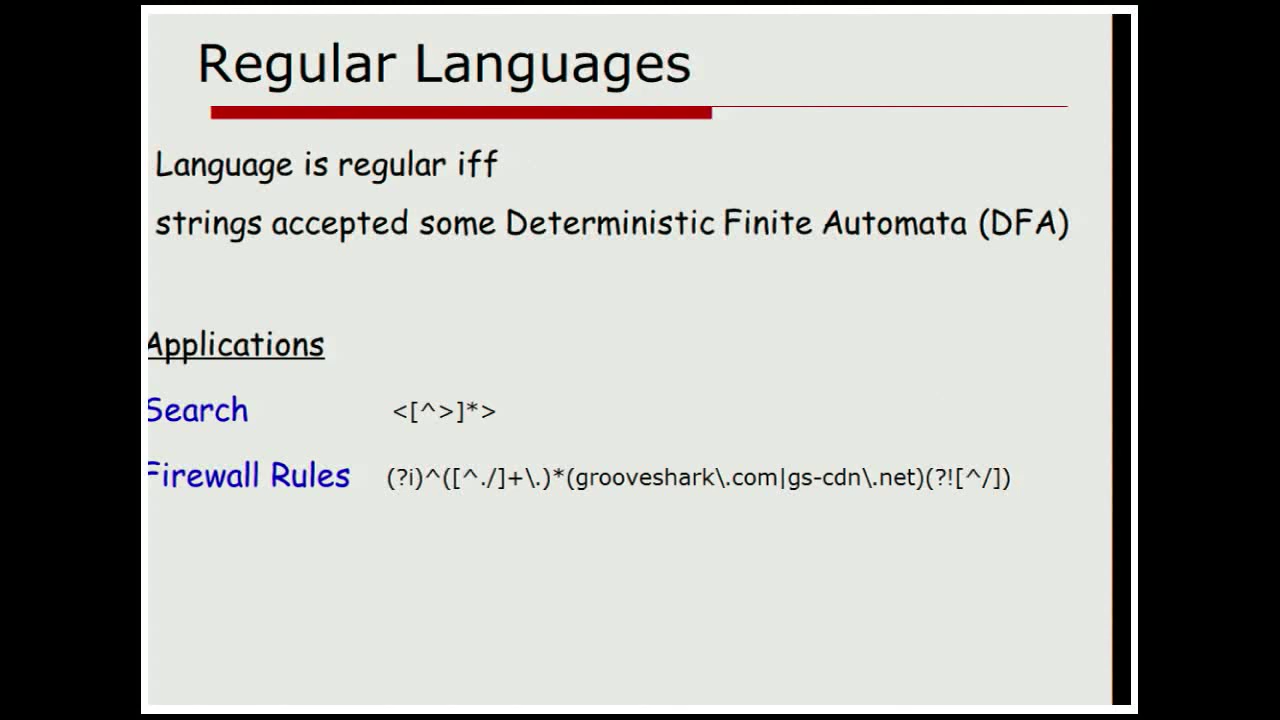 Regular Languages
Language is regular iff
strings accepted some Deterministic Finite Automata (DFA)
Applications
Search <[^>]*>
Firewall Rules (?i)^([^./]+\.)*(grooveshark\.com|gs-cdn\.net)(?![^/])